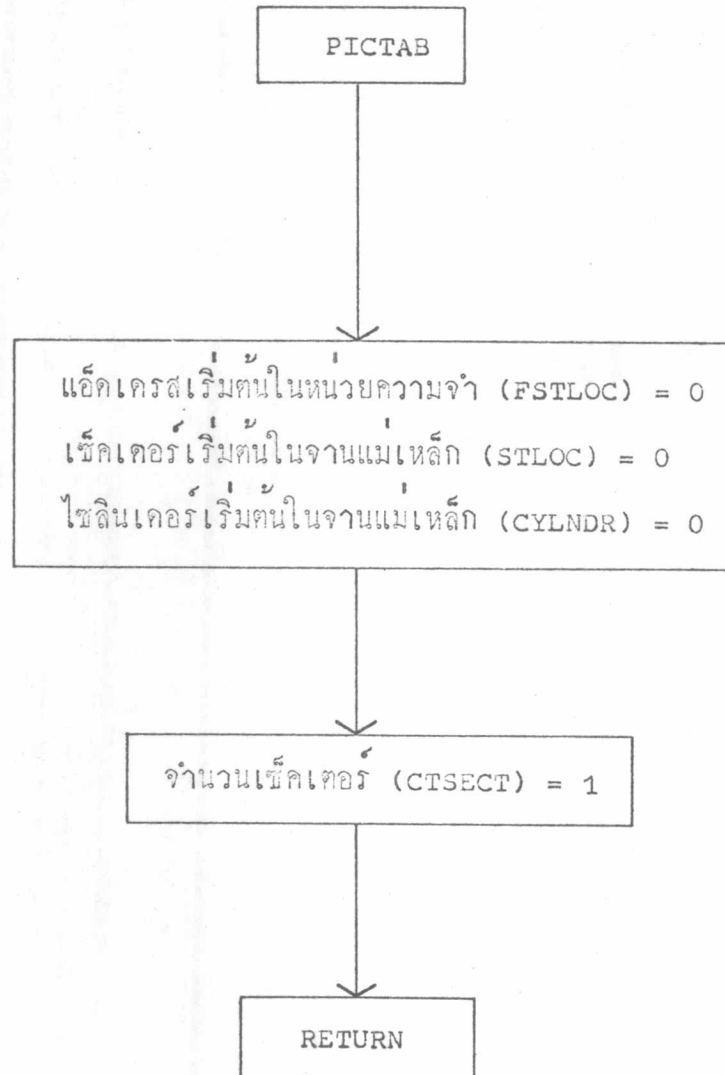 PICTAB
แอ็ดเดรสเริ่มต้นในหน่วยความจำ (FSTLOC) = 0
เซ็คเตอร์เริ่มต้นในจานแม่เหล็ก (STLOC) = 0
ไซลินเดอร์เริ่มต้นในจานแม่เหล็ก (CYLNDR) = 0
จำนวนเซ็คเตอร์ (CTSECT) = 1
RETURN